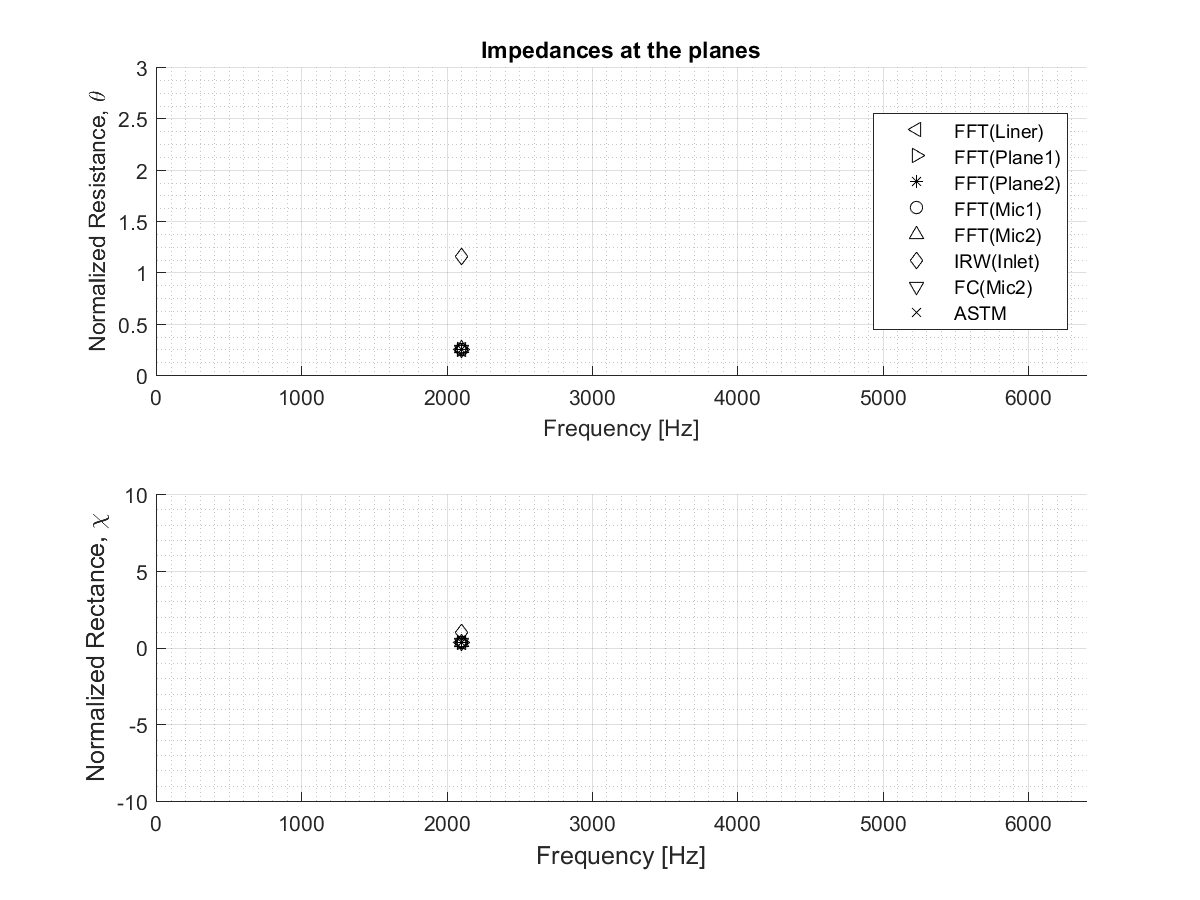 Impedances at the planes
Normalized Resistance, θ
3
2.5
2
1.5
1
0.5
0
0 1000 2000 3000 4000 5000 6000
Frequency [Hz]
FFT(Liner)
FFT(Plane1)
FFT(Plane2)
FFT(Mic1)
FFT(Mic2)
IRW(Inlet)
FC(Mic2)
ASTM
Normalized Rectance, χ
10
5
0
-5
-10
0 1000 2000 3000 4000 5000 6000
Frequency [Hz]